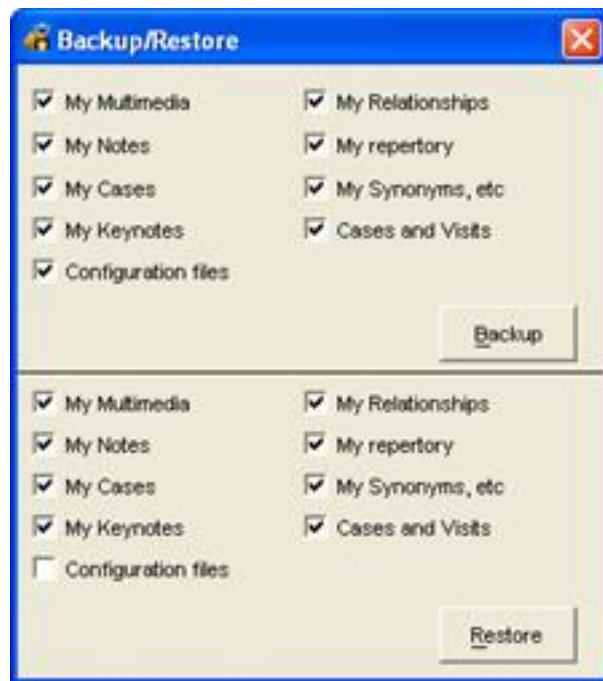 Backup/Restore
My Multimedia My Relationships
My Notes My repertory
My Cases My Synonyms, etc
My Keynotes Cases and Visits
Configuration files
Backup
My Multimedia My Relationships
My Notes My repertory
My Cases My Synonyms, etc
My Keynotes Cases and Visits
Configuration files
Restore